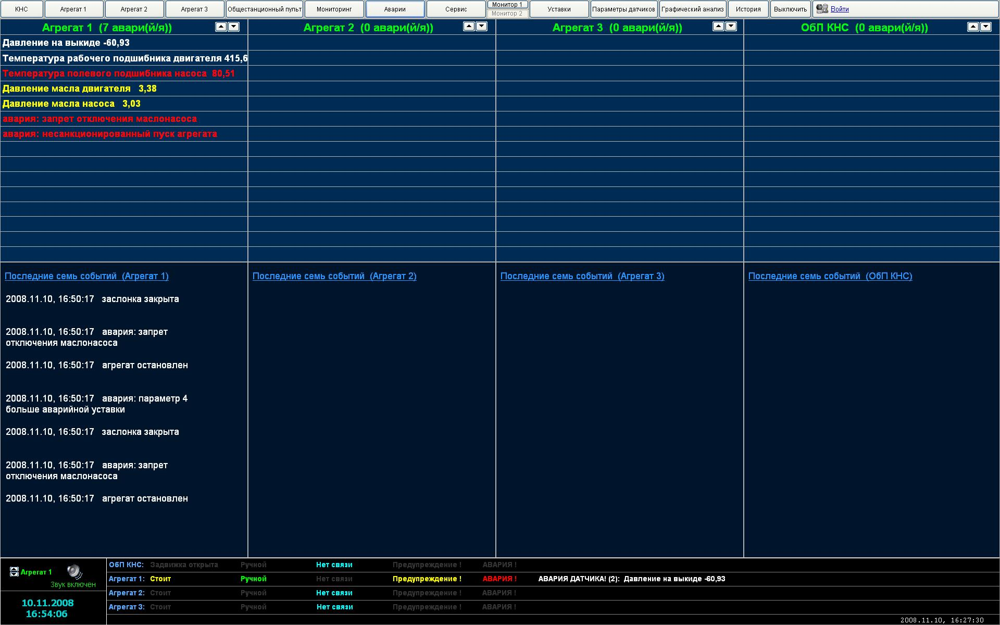 КНС Агрегат 1 Агрегат 2 Агрегат 3 Общестанционный пульт Мониторинг Аварии Сервис Монитор 1 Уставки Параметры датчиков Графический анализ История Выключить Войти
Монитор 2
Агрегат 1 (7 авари(й/я)) Агрегат 2 (0 авари(й/я)) Агрегат 3 (0 авари(й/я)) ОбП КНС (0 авари(й/я))
Давление на выкиде -60,93
Температура рабочего подшибника двигателя 415,6
Температура полевого подшибника насоса 80,51
Давление масла двигателя 3,38
Давление масла насоса 3,03
авария: запрет отключения маслонасоса
авария: несанкционированный пуск агрегата
Последние семь событий (Агрегат 1) Последние семь событий (Агрегат 2) Последние семь событий (Агрегат 3) Последние семь событий (ОбП КНС)
2008.11.10, 16:50:17 заслонка закрыта
2008.11.10, 16:50:17 авария: запрет
отключения маслонасоса
2008.11.10, 16:50:17 агрегат остановлен
2008.11.10, 16:50:17 авария: параметр 4
больше аварийной уставки
2008.11.10, 16:50:17 заслонка закрыта
2008.11.10, 16:50:17 авария: запрет
отключения маслонасоса
2008.11.10, 16:50:17 агрегат остановлен
Агрегат 1
Звук включен
10.11.2008
16:54:06
ОбП КНС: Задвижка открыта Ручной Нет связи Предупреждение ! АВАРИЯ !
Агрегат 1: Стоит Ручной Нет связи Предупреждение ! АВАРИЯ ! АВАРИЯ ДАТЧИКА! (2): Давление на выкиде -60,93
Агрегат 2: Стоит Ручной Нет связи Предупреждение ! АВАРИЯ !
Агрегат 3: Стоит Ручной Нет связи Предупреждение ! АВАРИЯ !
2008.11.10, 16:27:30